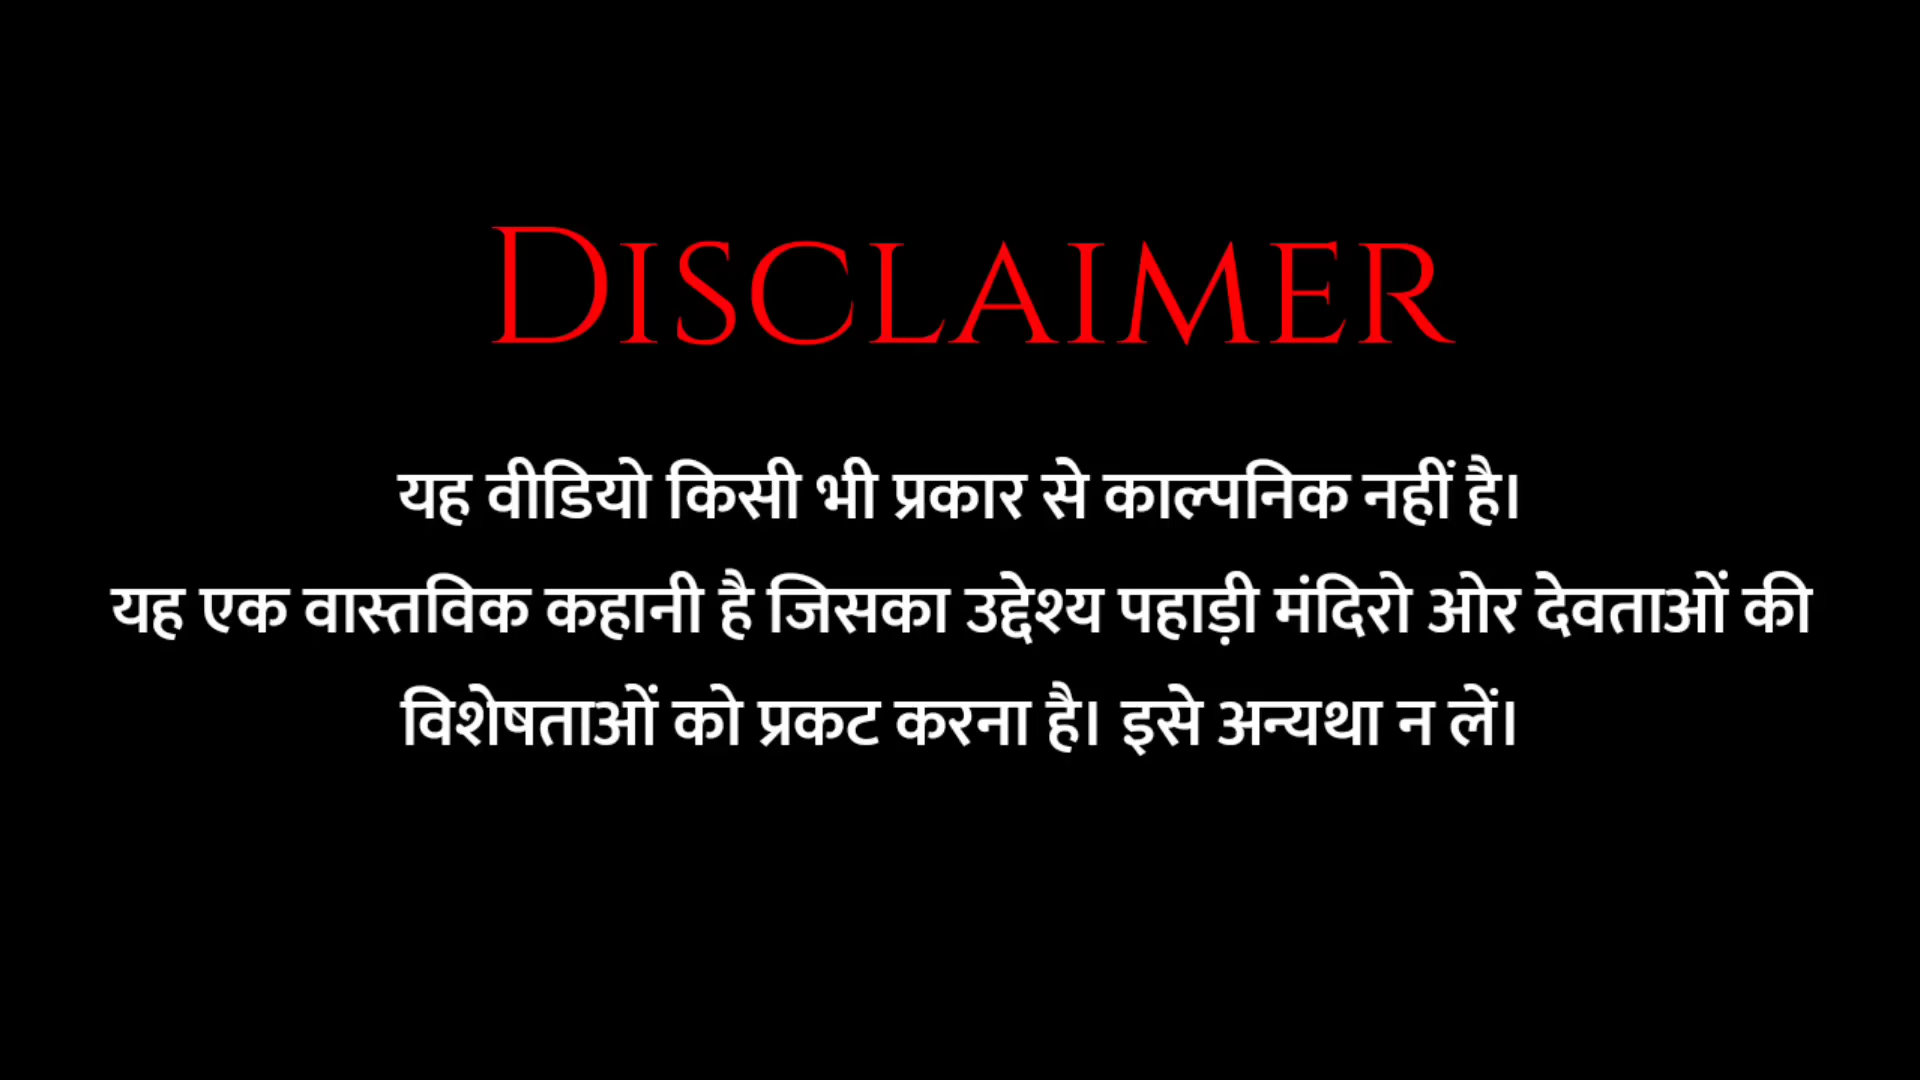 DISCLAIMER
यह वीडियो किसी भी प्रकार से काल्पनिक नहीं है।
यह एक वास्तविक कहानी है जिसका उद्देश्य पहाड़ी मंदिरो ओर देवताओं की
विशेषताओं को प्रकट करना है। इसे अन्यथा न लें।